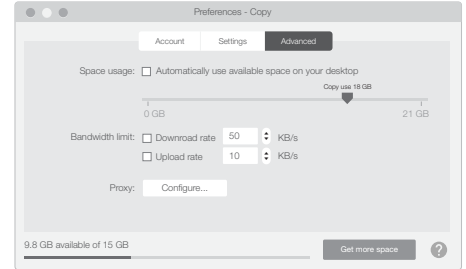 Preferences - Copy
Account Settings Advanced
Space usage: Automatically use available space on your desktop
Copy use 18 GB
0 GB 21 GB
Bandwidth limit: Downroad rate 50 KB/s
Upload rate 10 KB/s
Proxy: Configure...
9.8 GB available of 15 GB Get more space ?